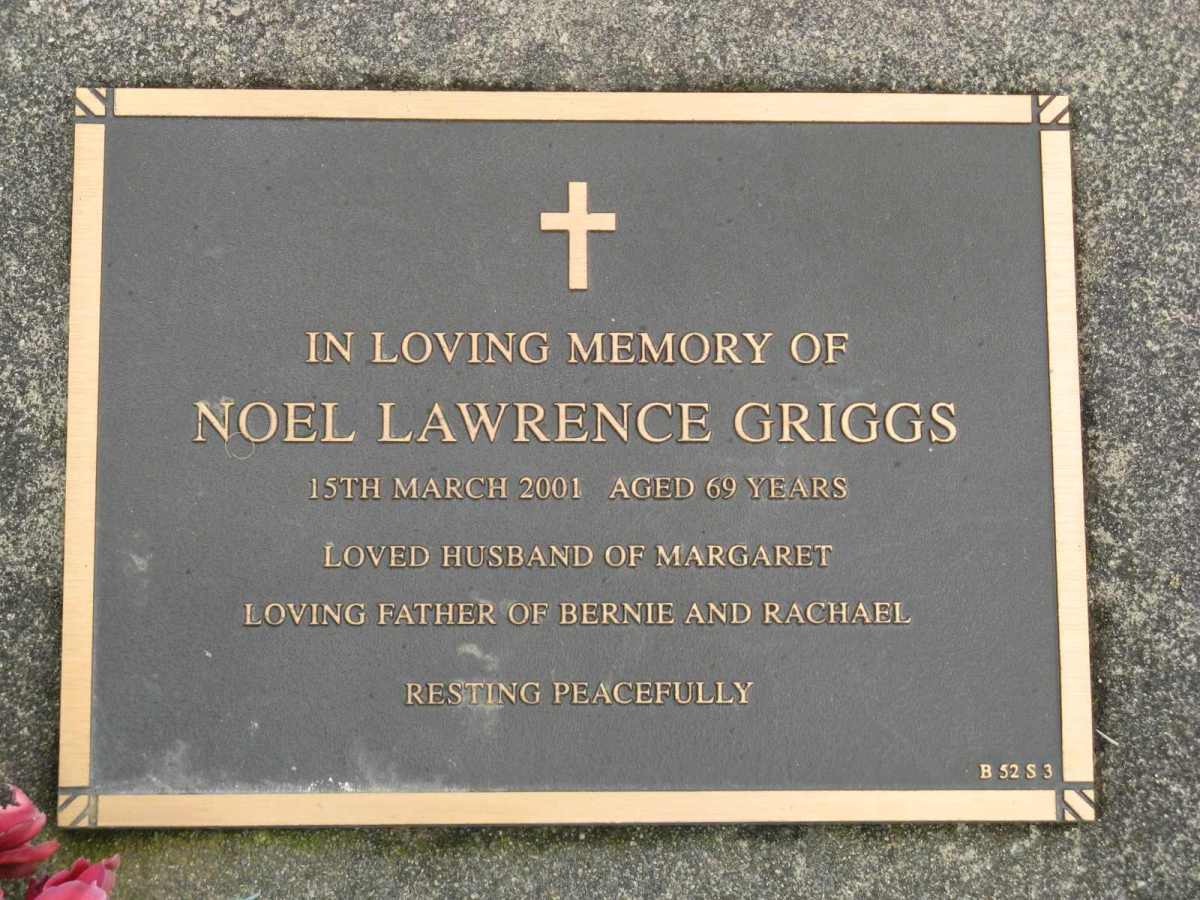 IN LOVING MEMORY OF
NOEL LAWRENCE GRIGGS
15TH MARCH 2001 AGED 69 YEARS
LOVED HUSBAND OF MARGARET
LOVING FATHER OF BERNIE AND RACHAEL
RESTING PEACEFULLY
B 52 S 3